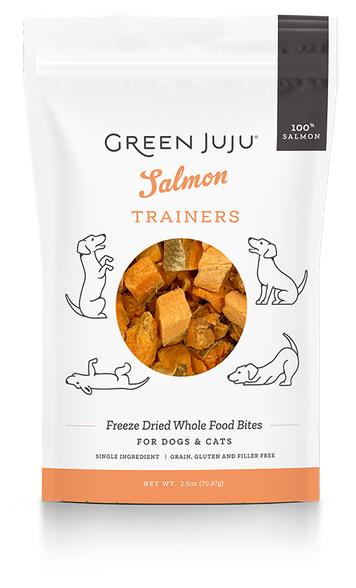 100%
SALMON
GREEN JUJU®
Salmon
TRAINERS
Freeze Dried Whole Food Bites
FOR DOGS & CATS
SINGLE INGREDIENT | GRAIN, GLUTEN AND FILLER FREE
NET WT. 2.5oz (70.87g)